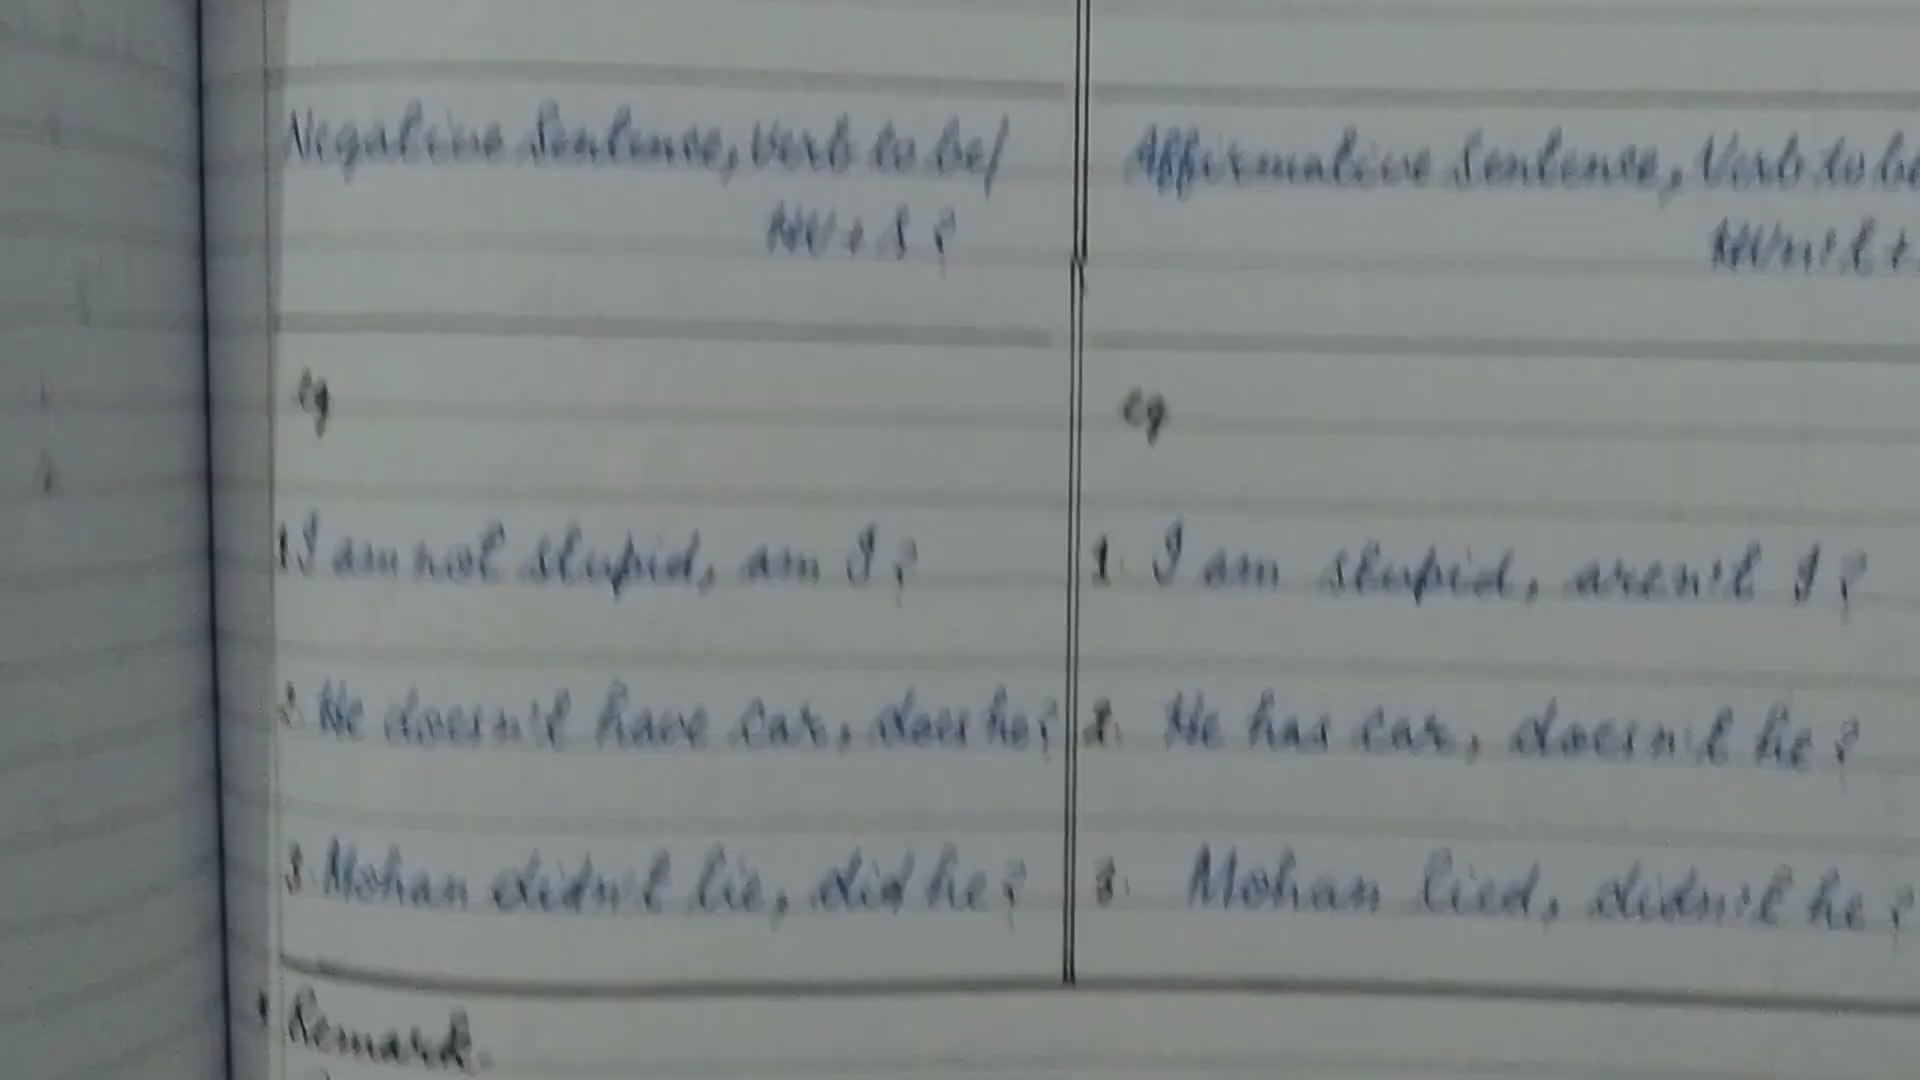 Negative Sentence, Verb to be/
HV + S ?
eg
1. I am not stupid, am I ?
2. He doesn't have car, does he ?
3. Mohan didn't lie, did he ?
Affirmative Sentence, Verb to be
HVn't +
eg
1. I am stupid, aren't I ?
2. He has car, doesn't he ?
3. Mohan lied, didn't he ?
Remark.